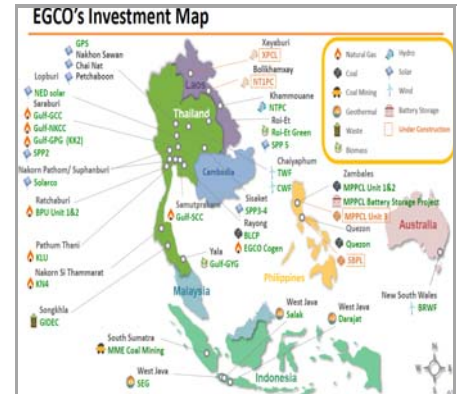 EGCO's Investment Map
GPS
Nakhon Sawan
Chai Nat
Petchaboon
Lopburi
NED solar
Saraburi
Gulf-GCC
Gulf-NKCC
Gulf-GPG (KK2)
SPP2
Nakorn Pathom/ Suphanburi
Solarco
Ratchaburi
BPU Unit 1&2
Pathum Thani
KLU
Nakorn Si Thammarat
KN4
Songkhla
GIDEC
Xayaburi
XPCL
Bolikhamxay
NT1PC
Khammouane
NTPC
Roi-Et
Roi-Et Green
SPP 5
Chaiyaphum
TWF
CWF
Sisaket
SPP3-4
Rayong
BLCP
EGCO Cogen
Samutprakarn
Gulf-SCC
Yala
Gulf-GYG
Laos
Thailand
Cambodia
Malaysia
Philippines
Indonesia
Australia
Natural Gas
Coal
Coal Mining
Geothermal
Waste
Biomass
Hydro
Solar
Wind
Battery Storage
Under Construction
Zambales
MPPCL Unit 1&2
MPPCL Battery Storage Project
MPPCL Unit 3
Quezon
Quezon
SBPL
New South Wales
BRWF
South Sumatra
MME Coal Mining
West Java
SEG
West Java
Salak
West Java
Darajat